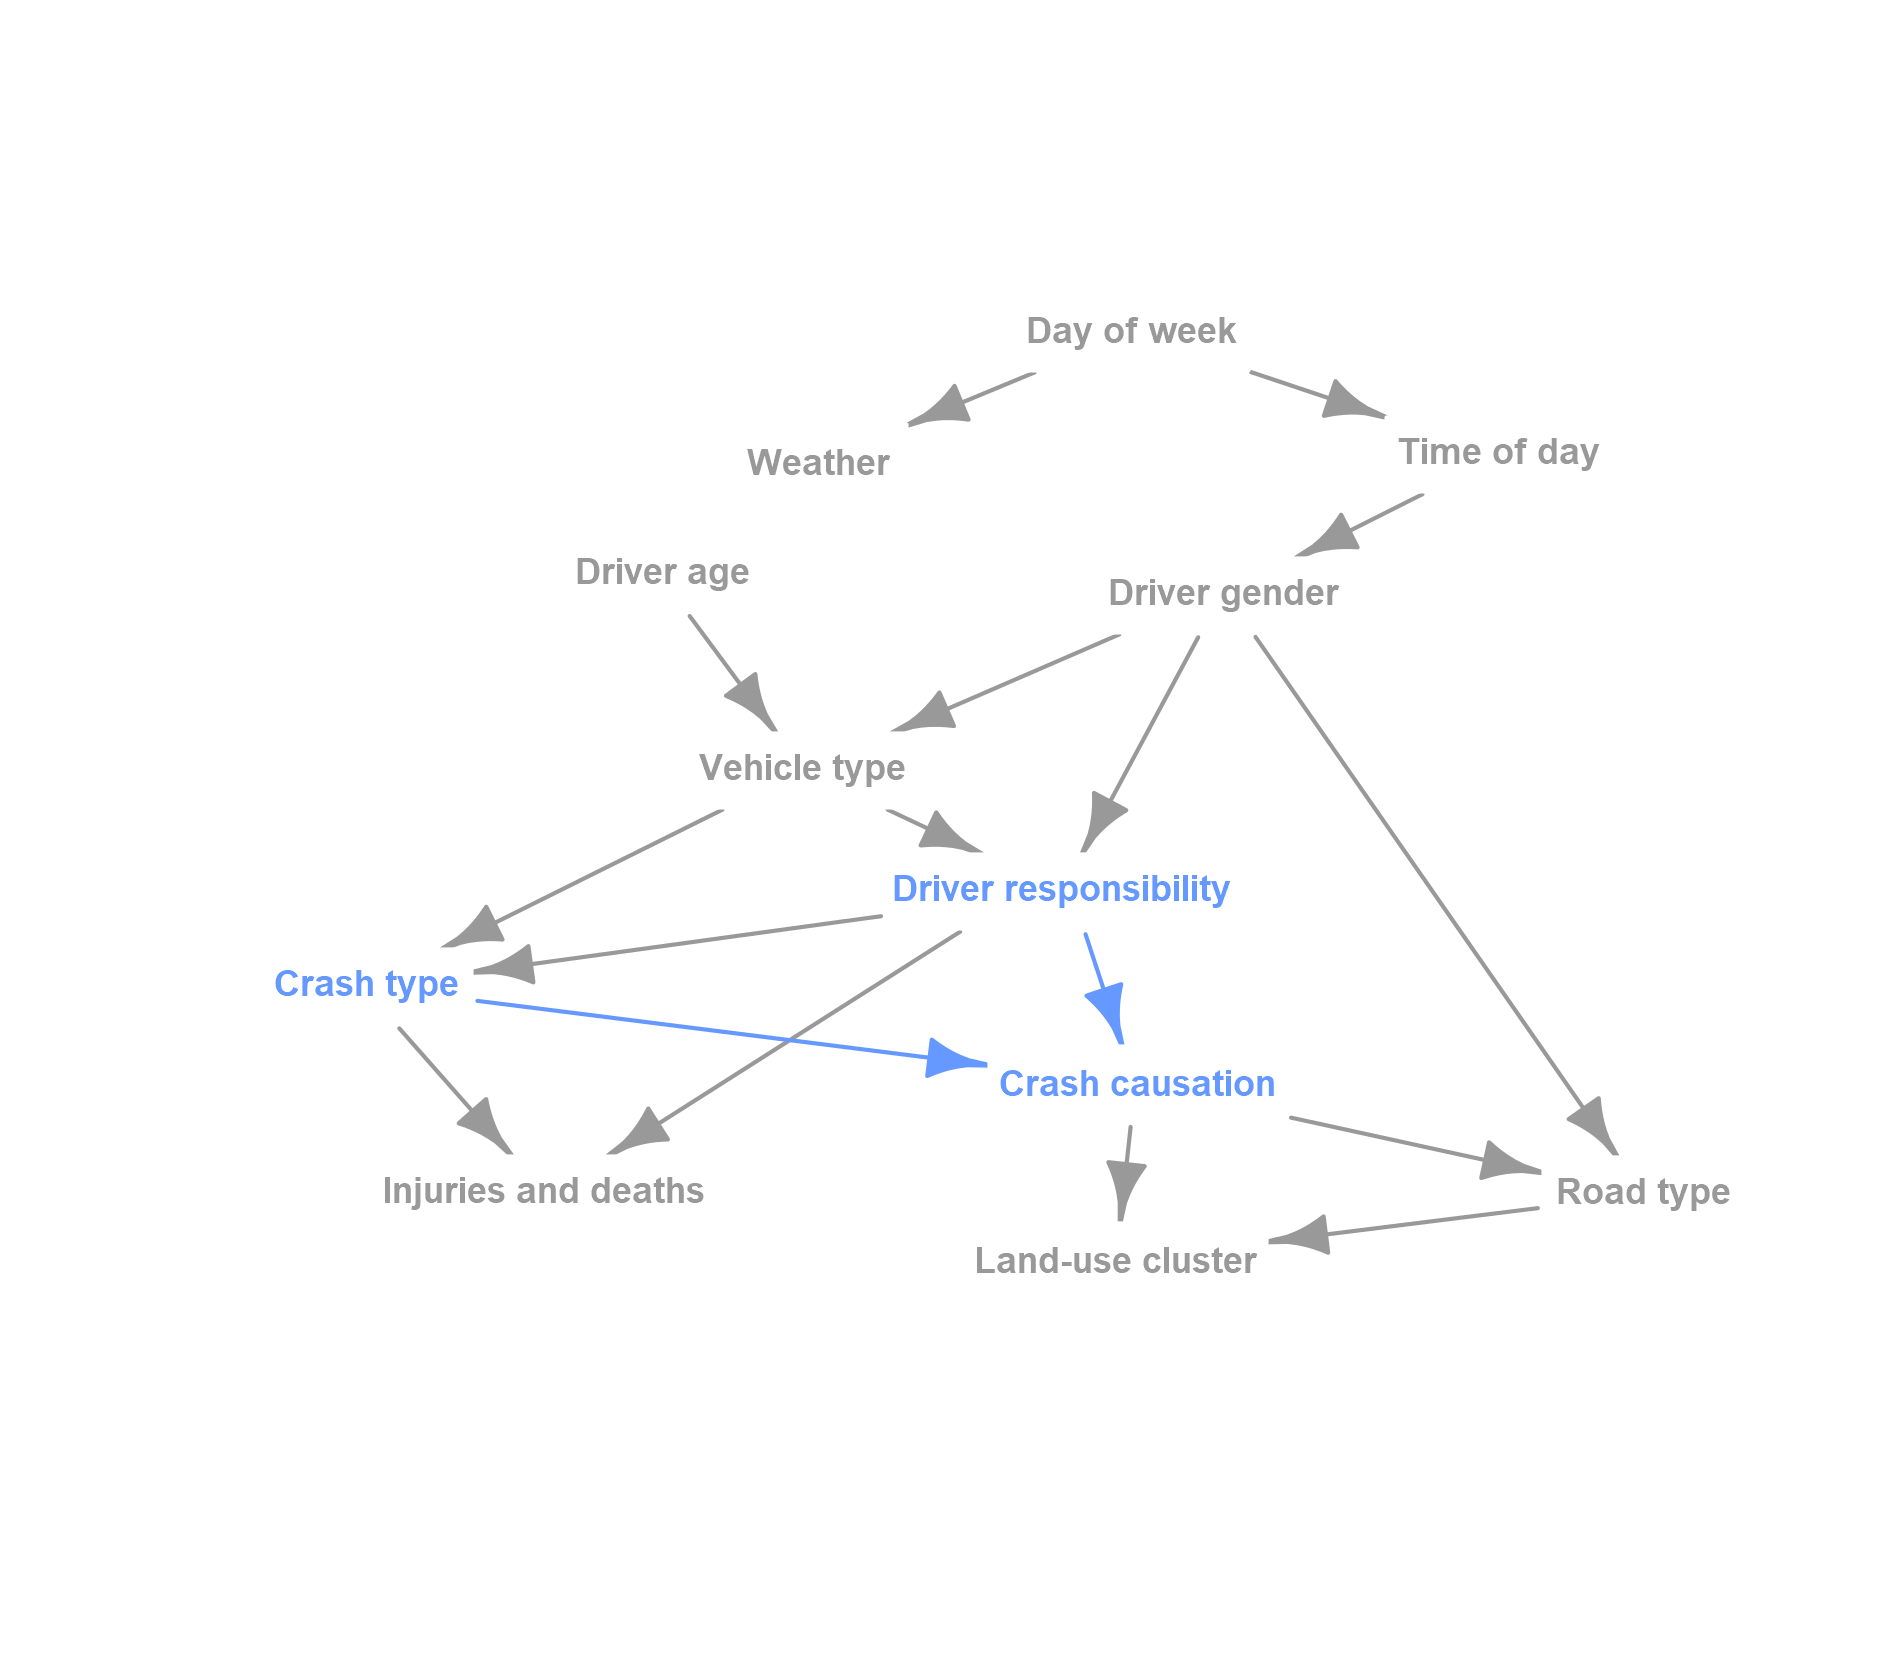 Day of week
Weather
Time of day
Driver age
Driver gender
Vehicle type
Driver responsibility
Crash type
Crash causation
Injuries and deaths
Road type
Land-use cluster